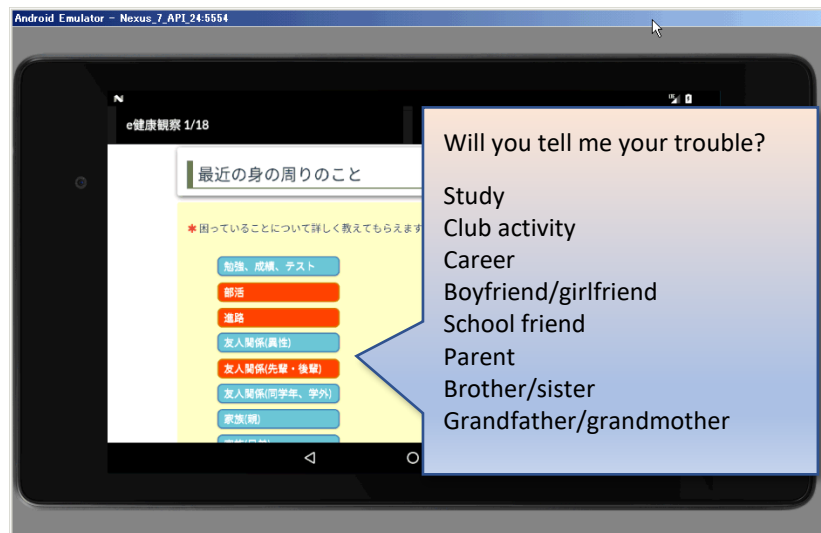 Android Emulator - Nexus_7_API_24:5554
e健康観察 1/18
最近の身の周りのこと
*困っていることについて詳しく教えてもらえます
勉強、成績、テスト
部活
進路
友人関係(異性)
友人関係(先輩・後輩)
友人関係(同学年、学外)
家族(親)
Will you tell me your trouble?
Study
Club activity
Career
Boyfriend/girlfriend
School friend
Parent
Brother/sister
Grandfather/grandmother